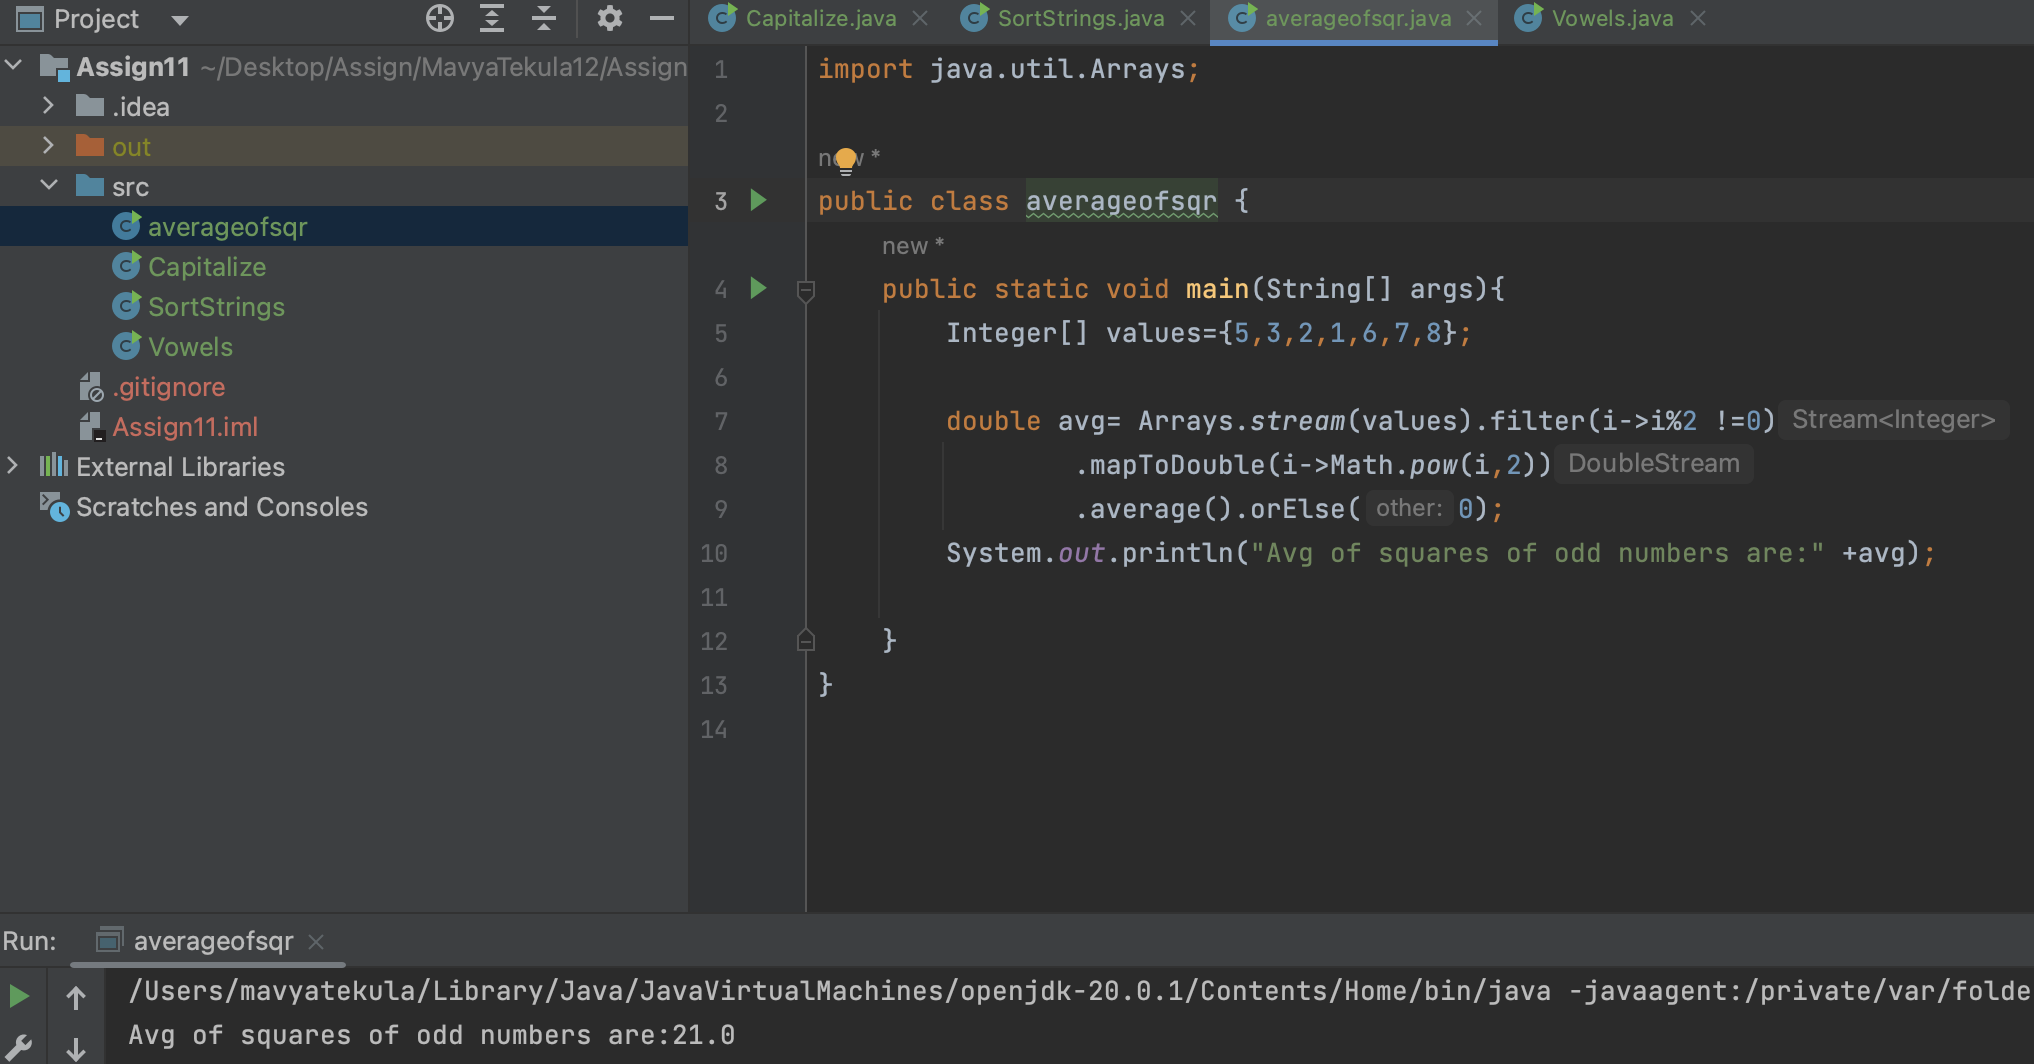 Project
Capitalize.java
SortStrings.java
averageofsqr.java
Vowels.java
Assign11 ~/Desktop/Assign/MavyaTekula12/Assign
.idea
out
src
averageofsqr
Capitalize
SortStrings
Vowels
.gitignore
Assign11.iml
External Libraries
Scratches and Consoles
1 import java.util.Arrays;
2
new *
3 public class averageofsqr {
new *
4 public static void main(String[] args){
5 Integer[] values={5,3,2,1,6,7,8};
6
7 double avg= Arrays.stream(values).filter(i->i%2 !=0) Stream<Integer>
8 .mapToDouble(i->Math.pow(i,2)) DoubleStream
9 .average().orElse( other: 0);
10 System.out.println("Avg of squares of odd numbers are:" +avg);
11
12 }
13 }
14
Run: averageofsqr
/Users/mavyatekula/Library/Java/JavaVirtualMachines/openjdk-20.0.1/Contents/Home/bin/java -javaagent:/private/var/folde
Avg of squares of odd numbers are:21.0